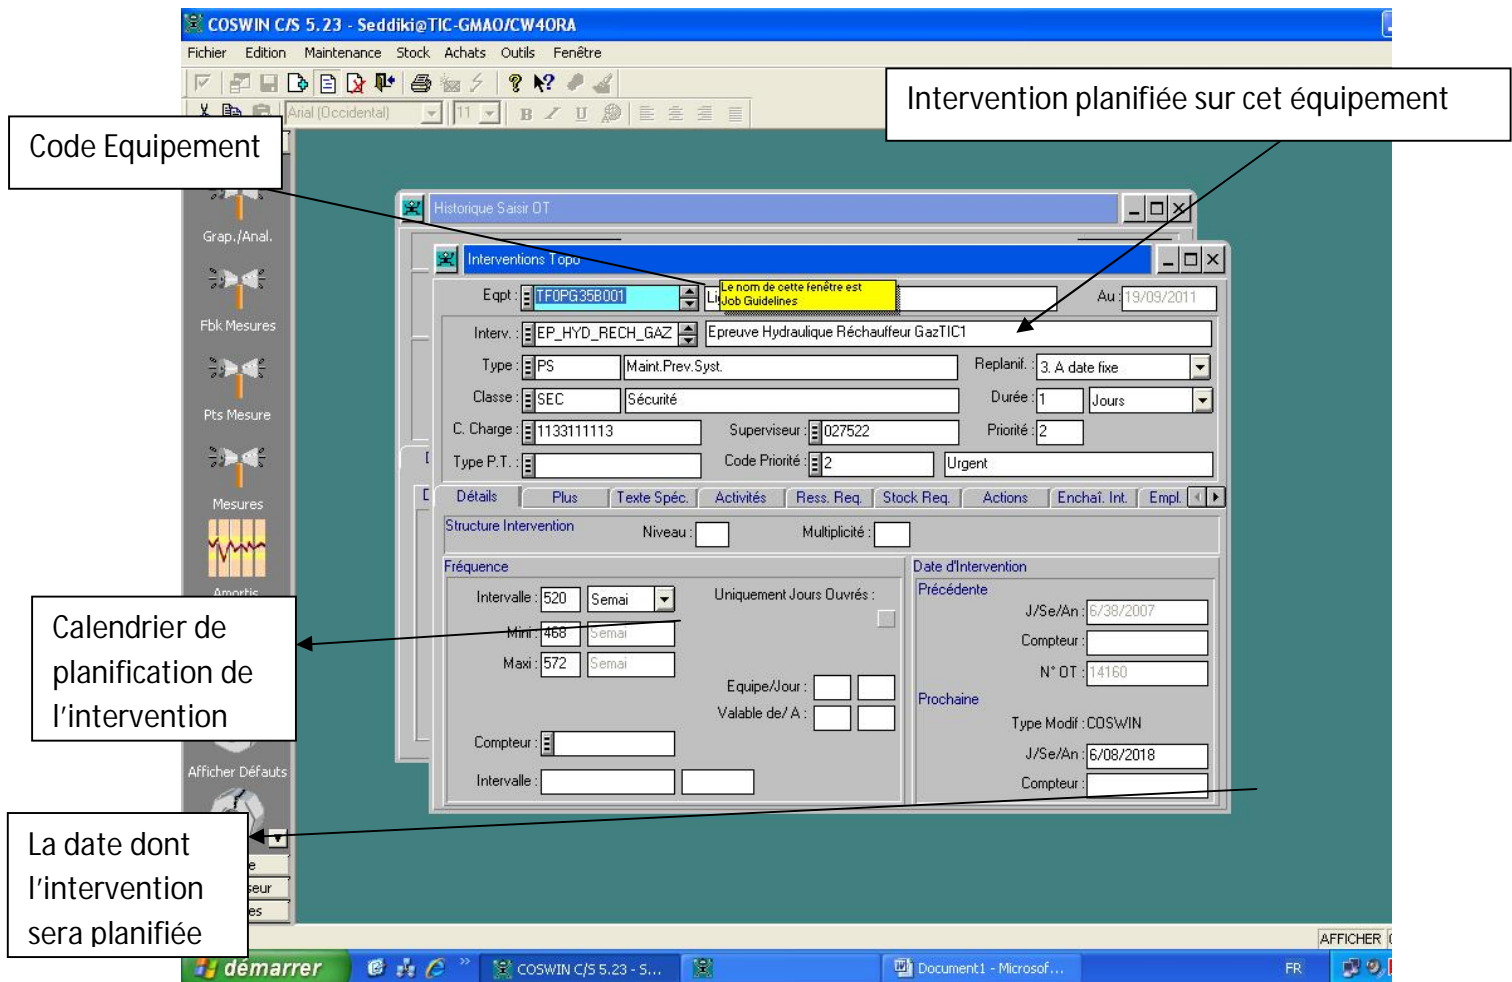 COSWIN C/S 5.23 - Seddiki@TIC-GMAO/CW4ORA
Fichier Edition Maintenance Stock Achats Outils Fenêtre
Arial (Occidental) 11 B I U
Intervention planifiée sur cet équipement
Code Equipement
Historique Saisir OT
Grap./Anal.
Interventions Topo
Eqpt : TF0PG35B001
Le nom de cette fenêtre est
Job Guidelines
Au : 19/09/2011
Fbk Mesures
Interv. : EP_HYD_RECH_GAZ Epreuve Hydraulique Réchauffeur GazTIC1
Type : PS Maint.Prev.Syst. Replanif. : 3. A date fixe
Classe : SEC Sécurité Durée : 1 Jours
Pts Mesure
C. Charge : 1133111113 Superviseur : 027522 Priorité : 2
Type P.T. : Code Priorité : 2 Urgent
Détails Plus Texte Spéc. Activités Ress. Req. Stock Req. Actions Enchaî. Int. Empl.
Mesures
Structure Intervention Niveau : Multiplicité :
Fréquence Date d'Intervention
Intervalle : 520 Semai Uniquement Jours Ouvrés : Précédente
Amortis
J/Se/An : 6/38/2007
Mini : 468 Semai Compteur :
Maxi : 572 Semai N° OT : 14160
Calendrier de
planification de
l'intervention
Equipe/Jour : Prochaine
Valable de/ A : Type Modif : COSWIN
Compteur : J/Se/An : 6/08/2018
Afficher Défauts
Intervalle : Compteur :
La date dont
l'intervention
sera planifiée
e
seur
es
AFFICHER
démarrer COSWIN C/S 5.23 - S... Document1 - Microsof... FR